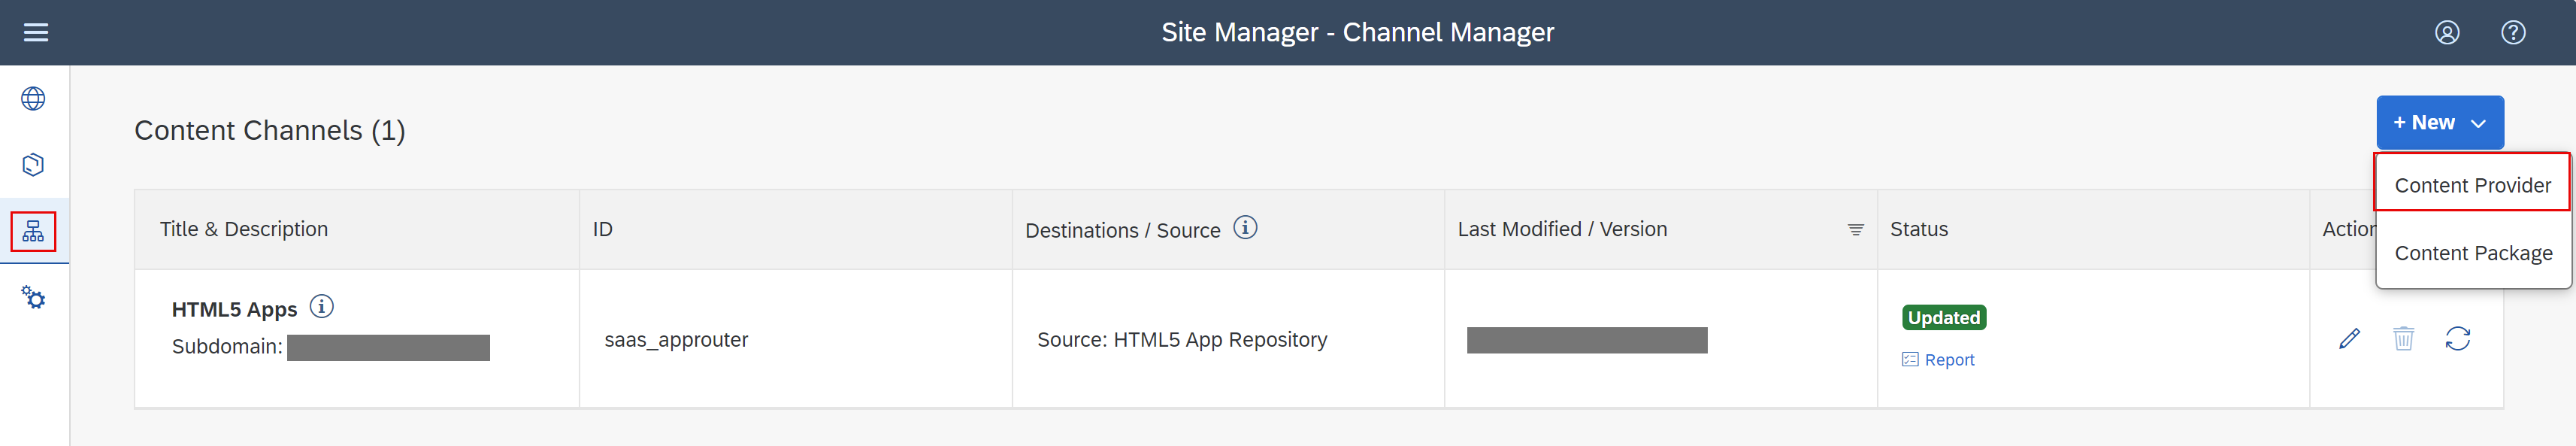 Site Manager - Channel Manager
?
Content Channels (1)
+ New
Content Provider
Content Package
Title & Description
ID
Destinations / Source i
Last Modified / Version
Status
Action
HTML5 Apps i
Subdomain:
saas_approuter
Source: HTML5 App Repository
Updated
Report